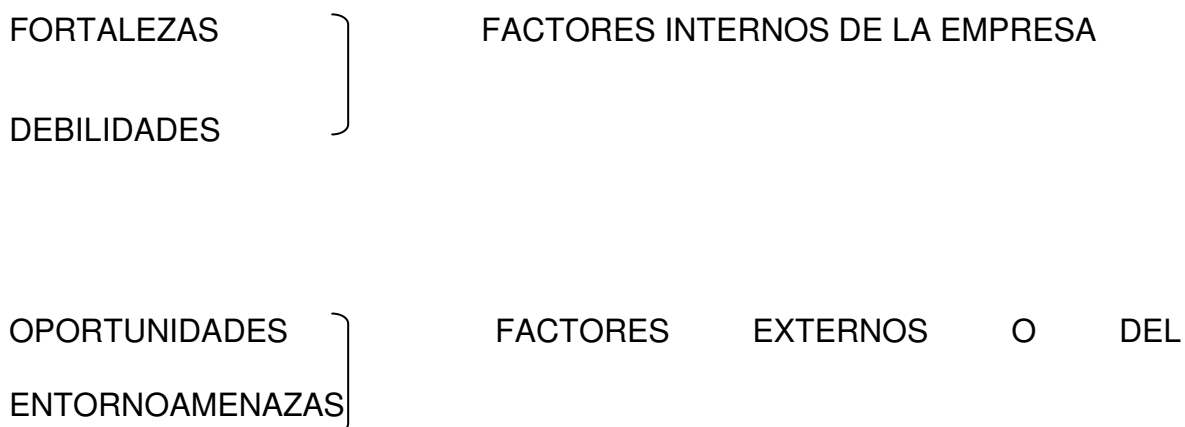 FORTALEZAS FACTORES INTERNOS DE LA EMPRESA
DEBILIDADES
OPORTUNIDADES FACTORES EXTERNOS O DEL
ENTORNOAMENAZAS